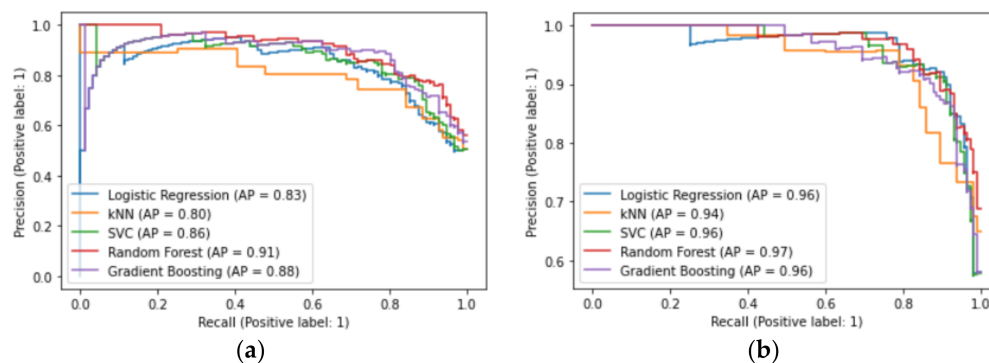 1.0
0.8
0.6
0.4
0.2
0.0
Precision (Positive label: 1)
Logistic Regression (AP = 0.83)
kNN (AP = 0.80)
SVC (AP = 0.86)
Random Forest (AP = 0.91)
Gradient Boosting (AP = 0.88)
0.0 0.2 0.4 0.6 0.8 1.0
Recall (Positive label: 1)
(a)
1.0
0.9
0.8
0.7
0.6
Precision (Positive label: 1)
Logistic Regression (AP = 0.96)
kNN (AP = 0.94)
SVC (AP = 0.96)
Random Forest (AP = 0.97)
Gradient Boosting (AP = 0.96)
0.0 0.2 0.4 0.6 0.8 1.0
Recall (Positive label: 1)
(b)